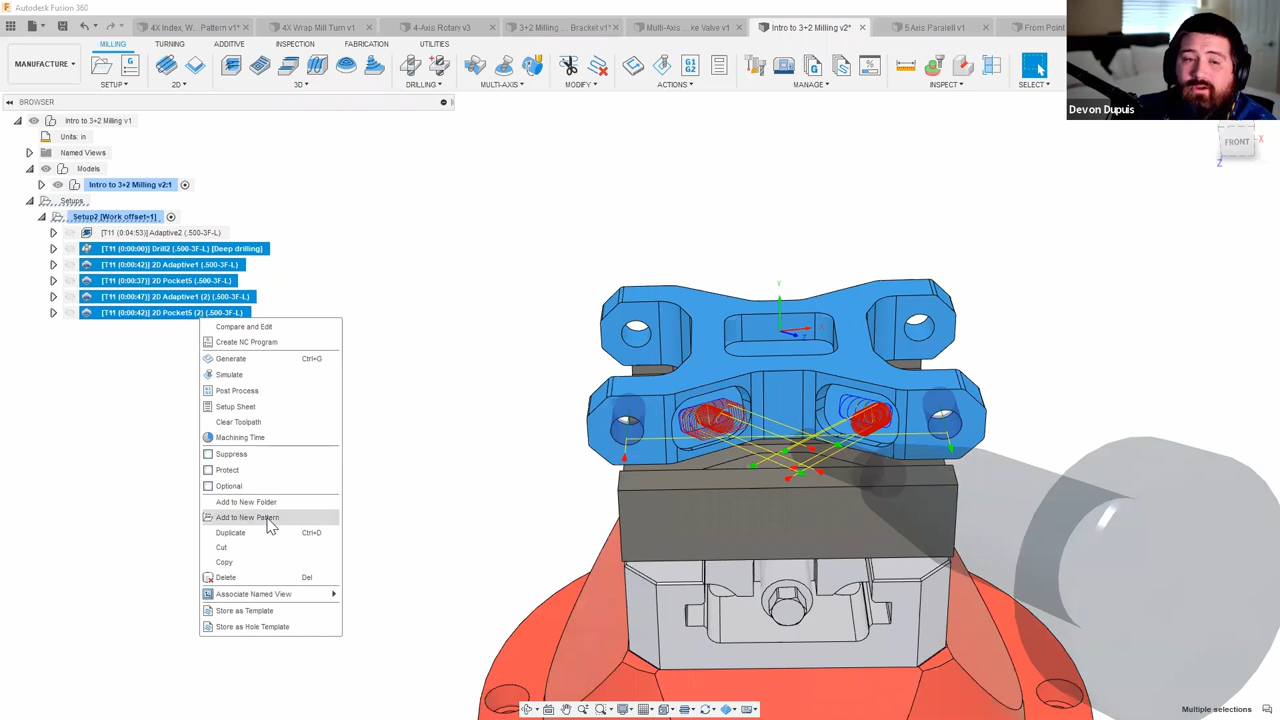 Autodesk Fusion 360
4X Index, W... Pattern v1*
4X Wrap Mill Turn v1
4-Axis Rotary v3
3+2 Milling ... Bracket v1*
Multi-Axis ... ke Valve v1
Intro to 3+2 Milling v2*
5 Axis Paralell v1
From Point
MILLING
TURNING
ADDITIVE
INSPECTION
FABRICATION
UTILITIES
MANUFACTURE
G1
G2
SETUP
2D
3D
DRILLING
MULTI-AXIS
MODIFY
ACTIONS
MANAGE
INSPECT
SELECT
Devon Dupuis
BROWSER
Intro to 3+2 Milling v1
Units: in
Named Views
Models
Intro to 3+2 Milling v2:1
Setups
Setup2 [Work offset=1]
[T11 (0:04:53)] Adaptive2 (.500-3F-L)
[T11 (0:00:00)] Drill2 (.500-3F-L) [Deep drilling]
[T11 (0:00:42)] 2D Adaptive1 (.500-3F-L)
[T11 (0:00:37)] 2D Pocket5 (.500-3F-L)
[T11 (0:00:47)] 2D Adaptive1 (2) (.500-3F-L)
[T11 (0:00:42)] 2D Pocket5 (2) (.500-3F-L)
Compare and Edit
Create NC Program
Generate Ctrl+G
Simulate
Post Process
Setup Sheet
Clear Toolpath
Machining Time
Suppress
Protect
Optional
Add to New Folder
Add to New Pattern
Duplicate Ctrl+D
Cut
Copy
Delete Del
Associate Named View
Store as Template
Store as Hole Template
FRONT
X
Z
Y
X
Z
Multiple selections